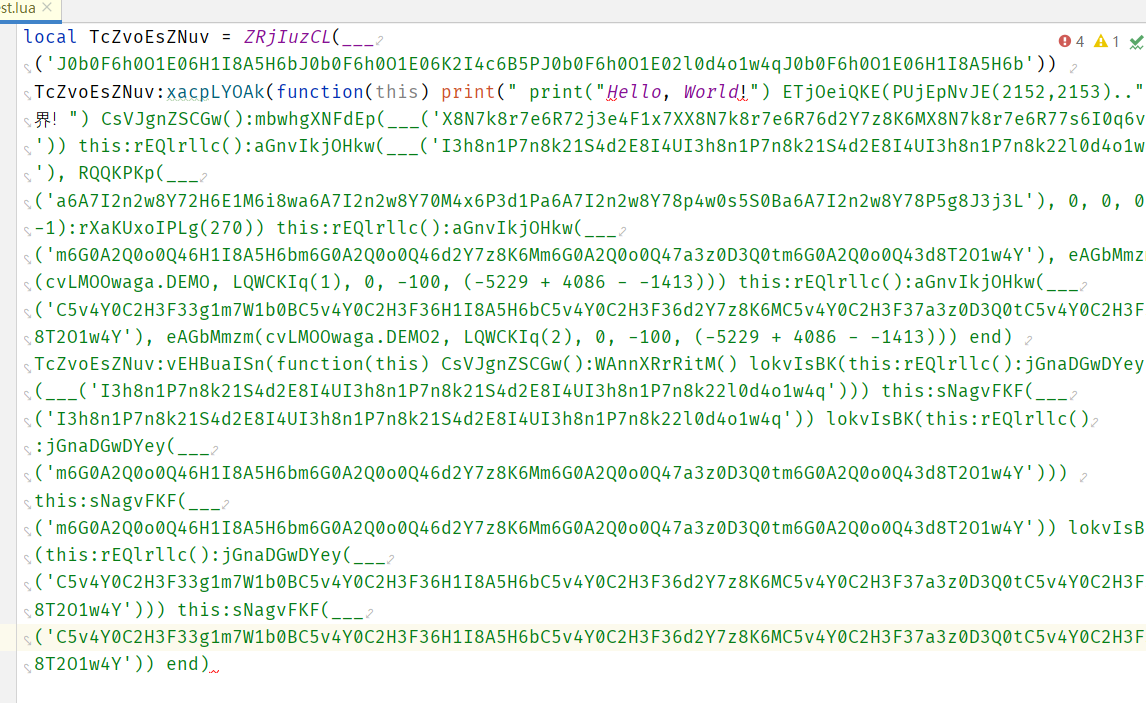 st.lua
4 1
local TcZvoEsZNuv = ZRjIuzCL(___
('J0b0F6h0O1E06H1I8A5H6bJ0b0F6h0O1E06K2I4c6B5PJ0b0F6h0O1E02l0d4o1w4qJ0b0F6h0O1E06H1I8A5H6b'))
TcZvoEsZNuv:xacpLYOAk(function(this) print(" print("Hello, World!") ETjOeiQKE(PUjEpNvJE(2152,2153).."
界! ") CsVJgnZSCGw():mbwhgXNFdEp(___('X8N7k8r7e6R72j3e4F1x7XX8N7k8r7e6R76d2Y7z8K6MX8N7k8r7e6R77s6I0q6v
')) this:rEQlrllc():aGnvIkjOHkw(___('I3h8n1P7n8k21S4d2E8I4UI3h8n1P7n8k21S4d2E8I4UI3h8n1P7n8k22l0d4o1w
'), RQQKPKp(___
('a6A7I2n2w8Y72H6E1M6i8wa6A7I2n2w8Y70M4x6P3d1Pa6A7I2n2w8Y78p4w0s5S0Ba6A7I2n2w8Y78P5g8J3j3L'), 0, 0, 0
-1):rXaKUxoIPLg(270)) this:rEQlrllc():aGnvIkjOHkw(___
('m6G0A2Q0o0Q46H1I8A5H6bm6G0A2Q0o0Q46d2Y7z8K6Mm6G0A2Q0o0Q47a3z0D3Q0tm6G0A2Q0o0Q43d8T2O1w4Y'), eAGbMmz
(cvLMOOwaga.DEMO, LQWCKIq(1), 0, -100, (-5229 + 4086 - -1413))) this:rEQlrllc():aGnvIkjOHkw(___
('C5v4Y0C2H3F33g1m7W1b0BC5v4Y0C2H3F36H1I8A5H6bC5v4Y0C2H3F36d2Y7z8K6MC5v4Y0C2H3F37a3z0D3Q0tC5v4Y0C2H3F
8T2O1w4Y'), eAGbMmzm(cvLMOOwaga.DEMO2, LQWCKIq(2), 0, -100, (-5229 + 4086 - -1413))) end)
TcZvoEsZNuv:vEHBuaISn(function(this) CsVJgnZSCGw():WAnnXRrRitM() lokvIsBK(this:rEQlrllc():jGnaDGwDYey
(___('I3h8n1P7n8k21S4d2E8I4UI3h8n1P7n8k21S4d2E8I4UI3h8n1P7n8k22l0d4o1w4q'))) this:sNagvFKF(___
('I3h8n1P7n8k21S4d2E8I4UI3h8n1P7n8k21S4d2E8I4UI3h8n1P7n8k22l0d4o1w4q')) lokvIsBK(this:rEQlrllc()
:jGnaDGwDYey(___
('m6G0A2Q0o0Q46H1I8A5H6bm6G0A2Q0o0Q46d2Y7z8K6Mm6G0A2Q0o0Q47a3z0D3Q0tm6G0A2Q0o0Q43d8T2O1w4Y')))
this:sNagvFKF(___
('m6G0A2Q0o0Q46H1I8A5H6bm6G0A2Q0o0Q46d2Y7z8K6Mm6G0A2Q0o0Q47a3z0D3Q0tm6G0A2Q0o0Q43d8T2O1w4Y')) lokvIsB
(this:rEQlrllc():jGnaDGwDYey(___
('C5v4Y0C2H3F33g1m7W1b0BC5v4Y0C2H3F36H1I8A5H6bC5v4Y0C2H3F36d2Y7z8K6MC5v4Y0C2H3F37a3z0D3Q0tC5v4Y0C2H3F
8T2O1w4Y'))) this:sNagvFKF(___
('C5v4Y0C2H3F33g1m7W1b0BC5v4Y0C2H3F36H1I8A5H6bC5v4Y0C2H3F36d2Y7z8K6MC5v4Y0C2H3F37a3z0D3Q0tC5v4Y0C2H3F
8T2O1w4Y')) end)